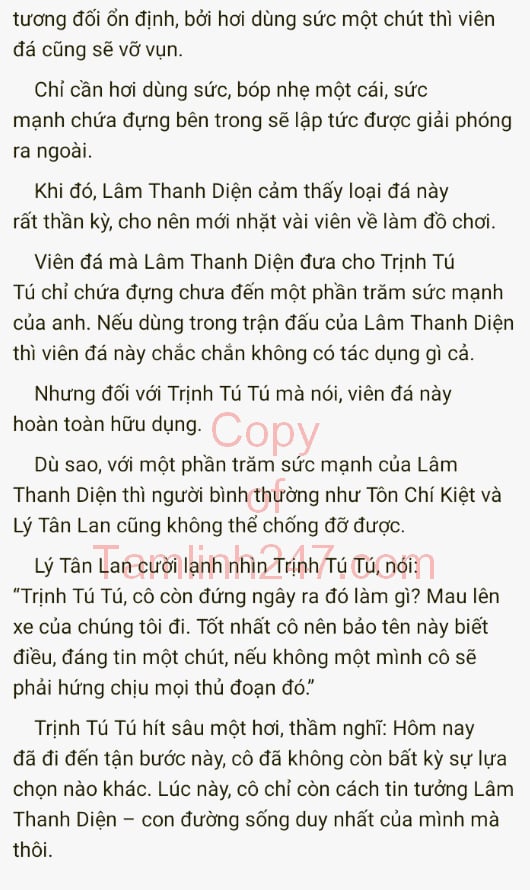 tương đối ổn định, bởi hơi dùng sức một chút thì viên
đá cũng sẽ vỡ vụn.
Chỉ cần hơi dùng sức, bóp nhẹ một cái, sức
mạnh chứa đựng bên trong sẽ lập tức được giải phóng
ra ngoài.
Khi đó, Lâm Thanh Diện cảm thấy loại đá này
rất thần kỳ, cho nên mới nhặt vài viên về làm đồ chơi.
Viên đá mà Lâm Thanh Diện đưa cho Trịnh Tú
Tú chỉ chứa đựng chưa đến một phần trăm sức mạnh
của anh. Nếu dùng trong trận đấu của Lâm Thanh Diện
thì viên đá này chắc chắn không có tác dụng gì cả.
Nhưng đối với Trịnh Tú Tú mà nói, viên đá này
hoàn toàn hữu dụng.
Copy
Dù sao, với một phần trăm sức mạnh của Lâm
Thanh Diện thì người bình thường như Tôn Chí Kiệt và
of
Lý Tân Lan cũng không thể chống đỡ được.
Tamlinh247.com
Lý Tân Lan cười lạnh nhìn Trịnh Tú Tú, nói:
“Trịnh Tú Tú, cô còn đứng ngây ra đó làm gì? Mau lên
xe của chúng tôi đi. Tốt nhất cô nên bảo tên này biết
điều, đáng tin một chút, nếu không một mình cô sẽ
phải hứng chịu mọi thủ đoạn đó.”
Trịnh Tú Tú hít sâu một hơi, thầm nghĩ: Hôm nay
đã đi đến tận bước này, cô đã không còn bất kỳ sự lựa
chọn nào khác. Lúc này, cô chỉ còn cách tin tưởng Lâm
Thanh Diện – con đường sống duy nhất của mình mà
thôi.